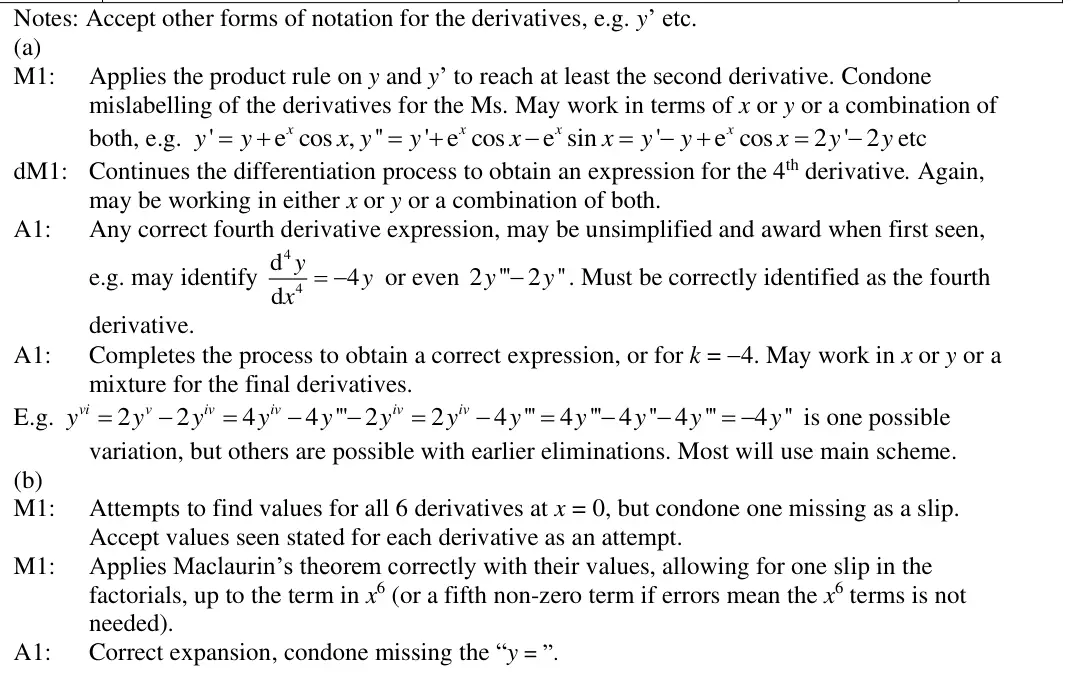 Notes: Accept other forms of notation for the derivatives, e.g. y’ etc.
(a)
M1: Applies the product rule on y and y’ to reach at least the second derivative. Condone
mislabelling of the derivatives for the Ms. May work in terms of x or y or a combination of
both, e.g. y' = y + eˣ cos x, y'' = y' + eˣ cos x − eˣ sin x = y' − y + eˣ cos x = 2y' − 2y etc
dM1: Continues the differentiation process to obtain an expression for the 4ᵗʰ derivative. Again,
may be working in either x or y or a combination of both.
A1: Any correct fourth derivative expression, may be unsimplified and award when first seen,
e.g. may identify d⁴y/dx⁴ = −4y or even 2y''' − 2y''. Must be correctly identified as the fourth
derivative.
A1: Completes the process to obtain a correct expression, or for k = −4. May work in x or y or a
mixture for the final derivatives.
E.g. yᵛⁱ = 2yᵛ − 2yⁱᵛ = 4yⁱᵛ − 4y''' − 2yⁱᵛ = 2yⁱᵛ − 4y''' = 4y''' − 4y'' − 4y''' = −4y'' is one possible
variation, but others are possible with earlier eliminations. Most will use main scheme.
(b)
M1: Attempts to find values for all 6 derivatives at x = 0, but condone one missing as a slip.
Accept values seen stated for each derivative as an attempt.
M1: Applies Maclaurin’s theorem correctly with their values, allowing for one slip in the
factorials, up to the term in x⁶ (or a fifth non-zero term if errors mean the x⁶ terms is not
needed).
A1: Correct expansion, condone missing the “y = ”.